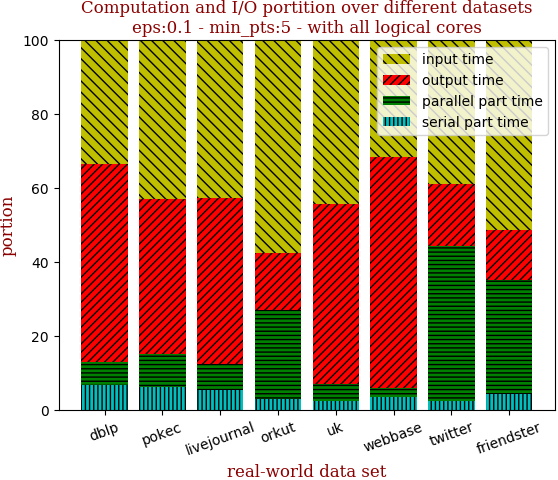 Computation and I/O portition over different datasets
eps:0.1 - min_pts:5 - with all logical cores
100
80
60
40
20
0
portion
input time
output time
parallel part time
serial part time
dblp
pokec
livejournal
orkut
uk
webbase
twitter
friendster
real-world data set